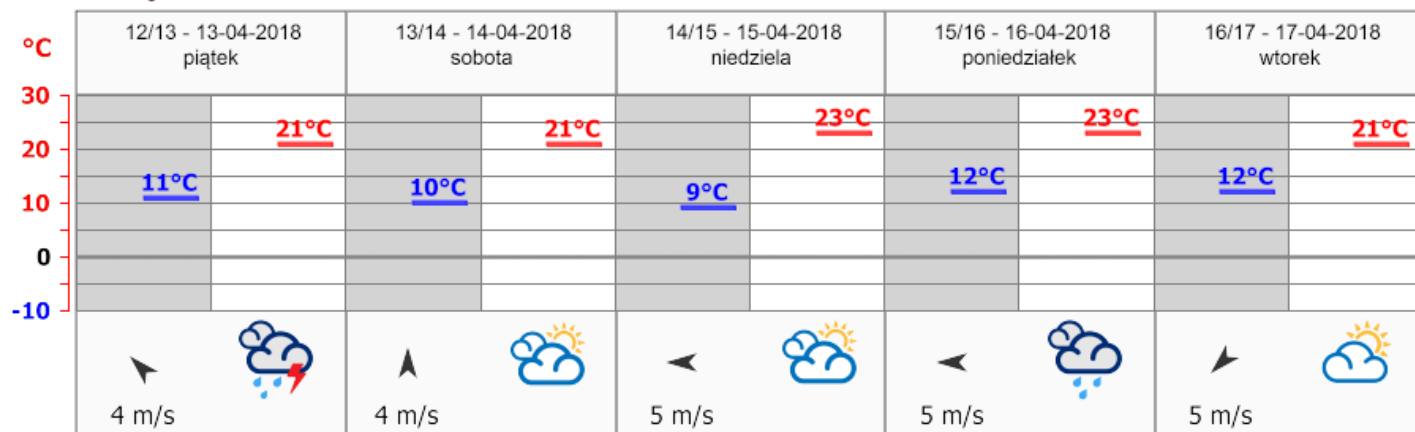 °C
12/13 - 13-04-2018
piątek
13/14 - 14-04-2018
sobota
14/15 - 15-04-2018
niedziela
15/16 - 16-04-2018
poniedziałek
16/17 - 17-04-2018
wtorek
30
20
10
0
-10
11°C
21°C
10°C
21°C
9°C
23°C
12°C
23°C
12°C
21°C
4 m/s
4 m/s
5 m/s
5 m/s
5 m/s